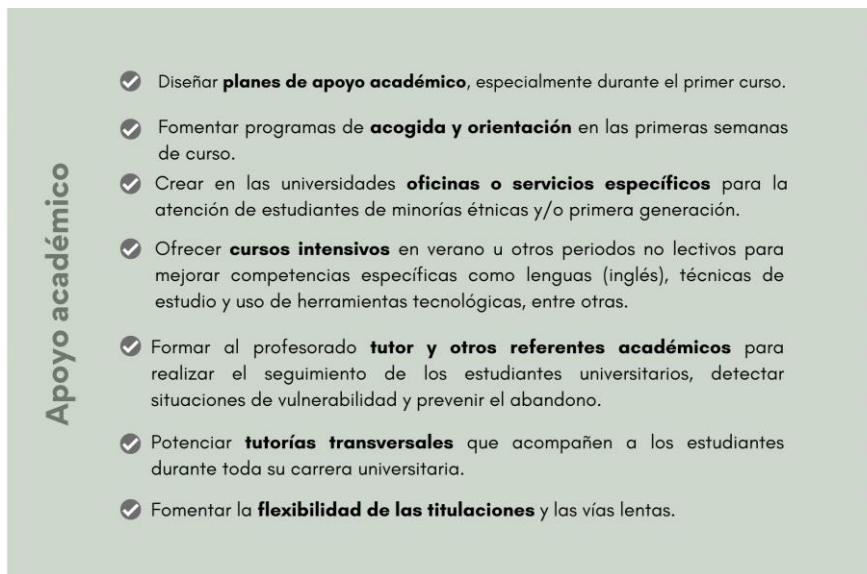 Apoyo académico
Diseñar planes de apoyo académico, especialmente durante el primer curso.
Fomentar programas de acogida y orientación en las primeras semanas
de curso.
Crear en las universidades oficinas o servicios específicos para la
atención de estudiantes de minorías étnicas y/o primera generación.
Ofrecer cursos intensivos en verano u otros periodos no lectivos para
mejorar competencias específicas como lenguas (inglés), técnicas de
estudio y uso de herramientas tecnológicas, entre otras.
Formar al profesorado tutor y otros referentes académicos para
realizar el seguimiento de los estudiantes universitarios, detectar
situaciones de vulnerabilidad y prevenir el abandono.
Potenciar tutorías transversales que acompañen a los estudiantes
durante toda su carrera universitaria.
Fomentar la flexibilidad de las titulaciones y las vías lentas.